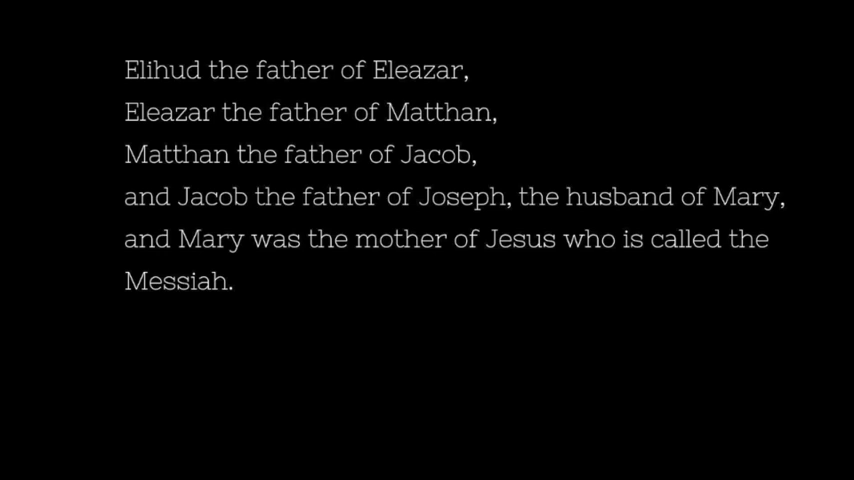 Elihud the father of Eleazar,
Eleazar the father of Matthan,
Matthan the father of Jacob,
and Jacob the father of Joseph, the husband of Mary,
and Mary was the mother of Jesus who is called the
Messiah.